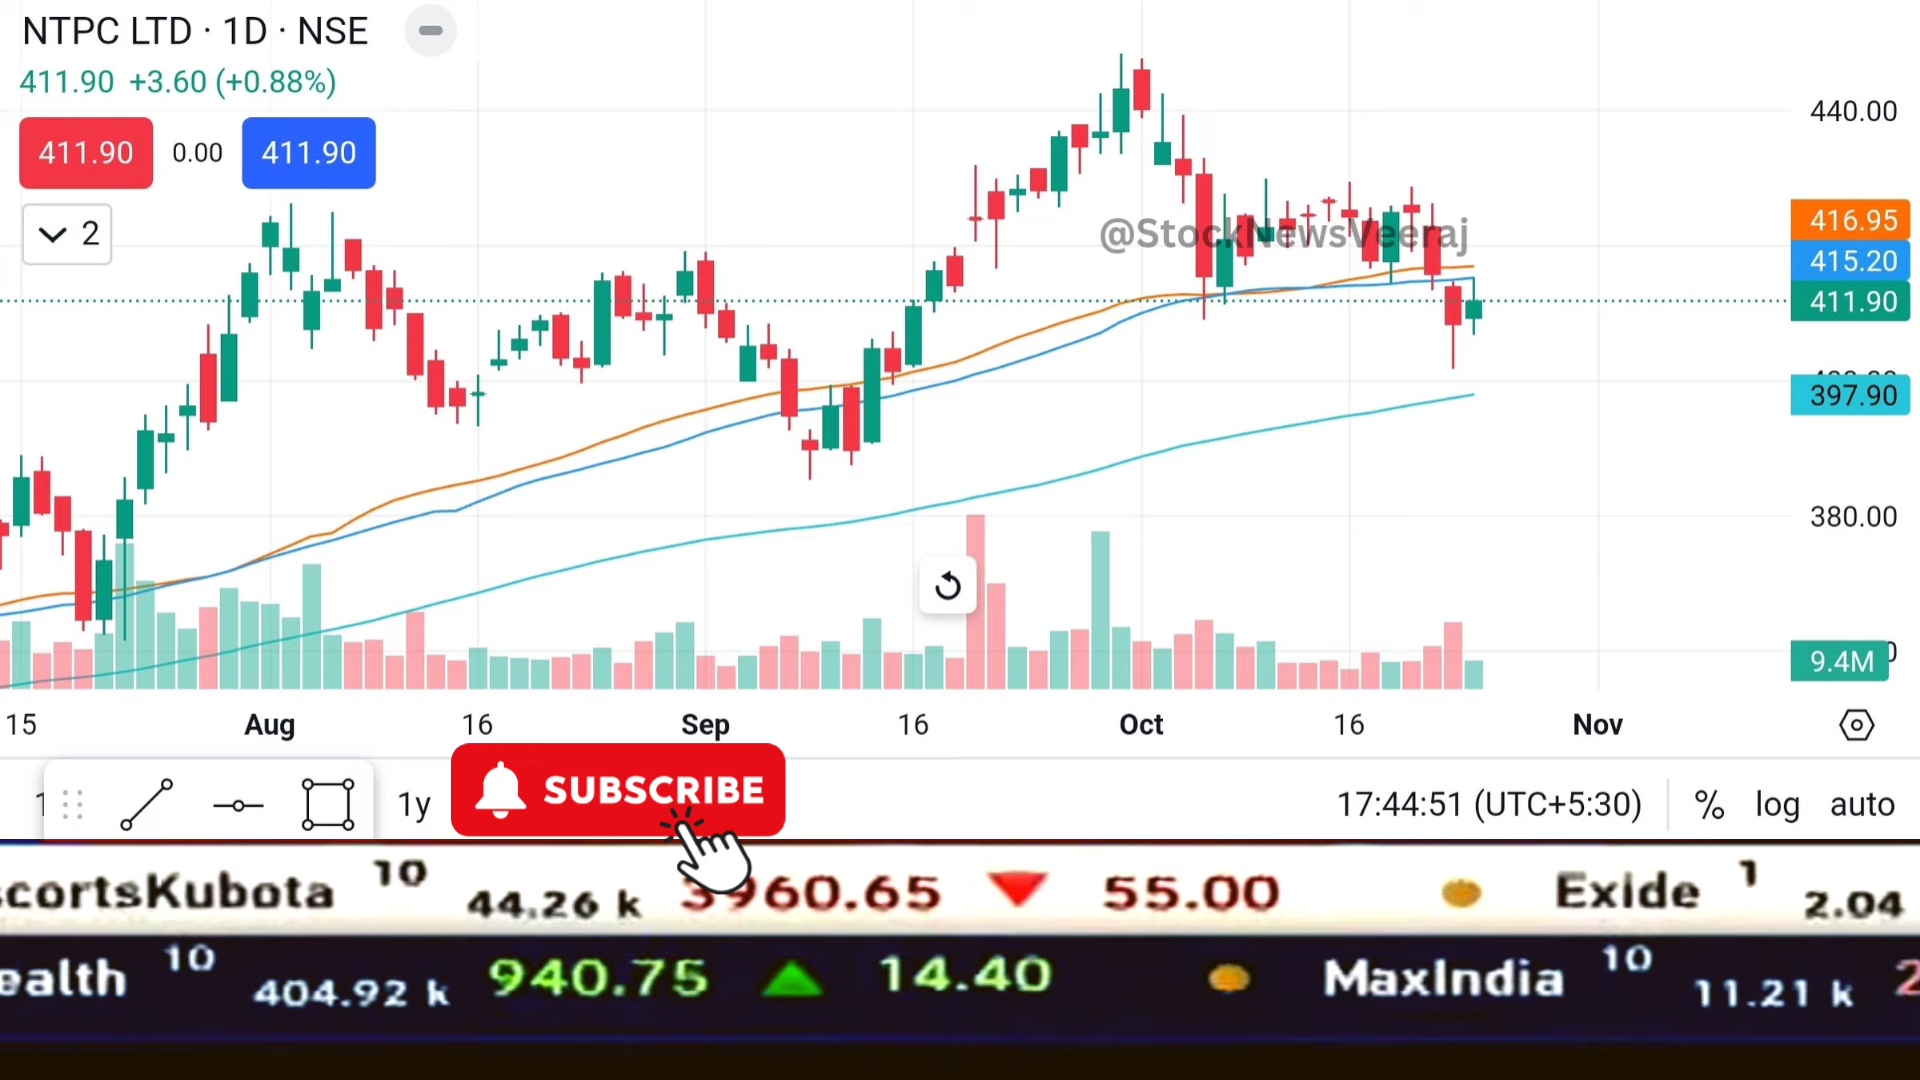 NTPC LTD · 1D · NSE
411.90 +3.60 (+0.88%)
411.90 0.00 411.90
2
440.00
@StockNewsVeeraj
416.95
415.20
411.90
397.90
380.00
9.4M
15 Aug 16 Sep 16 Oct 16 Nov
1y SUBSCRIBE 17:44:51 (UTC+5:30) % log auto
cortsKubota 10 44.26 k 3960.65 55.00 Exide 1 2.04
ealth 10 404.92 k 940.75 14.40 MaxIndia 10 11.21 k 2